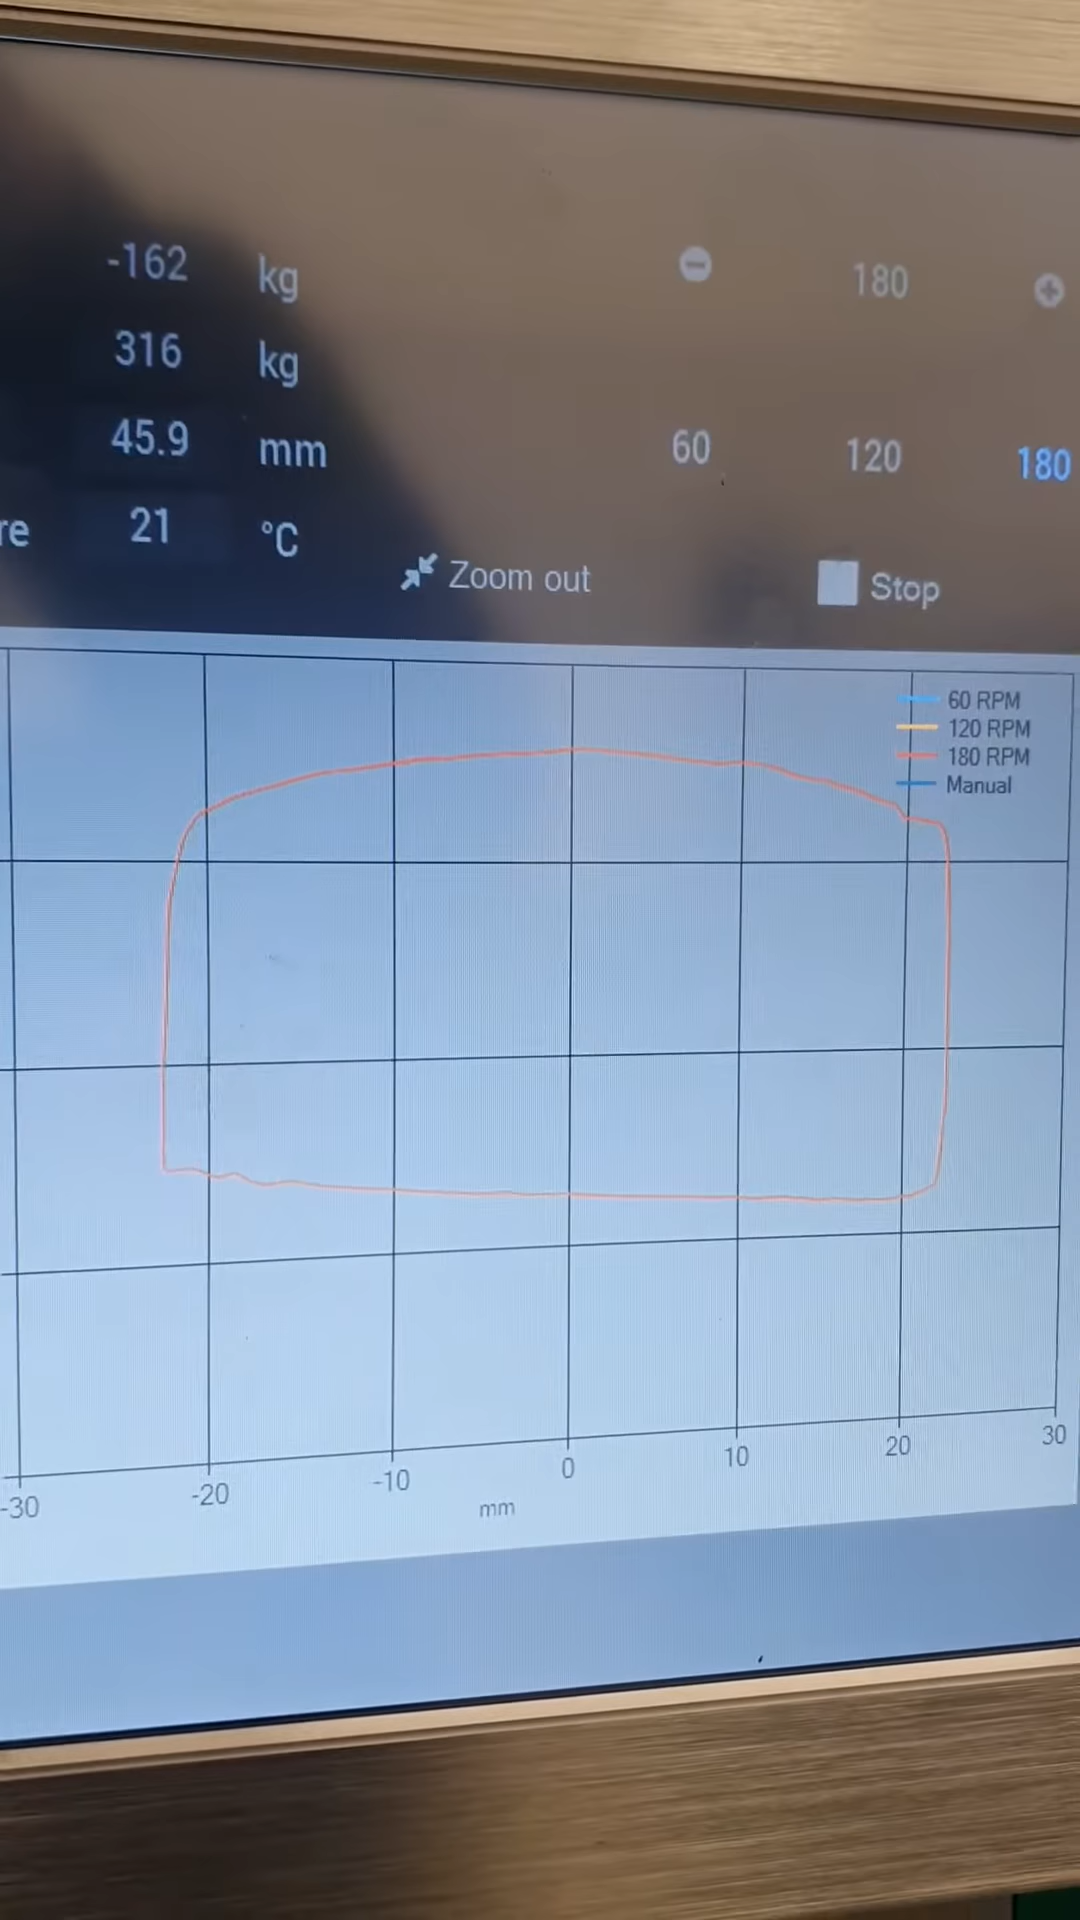 -162 kg
180
316 kg
45.9 mm
60 120 180
re 21 °C
Zoom out
Stop
60 RPM
120 RPM
180 RPM
Manual
-30 -20 -10 0 10 20 30
mm